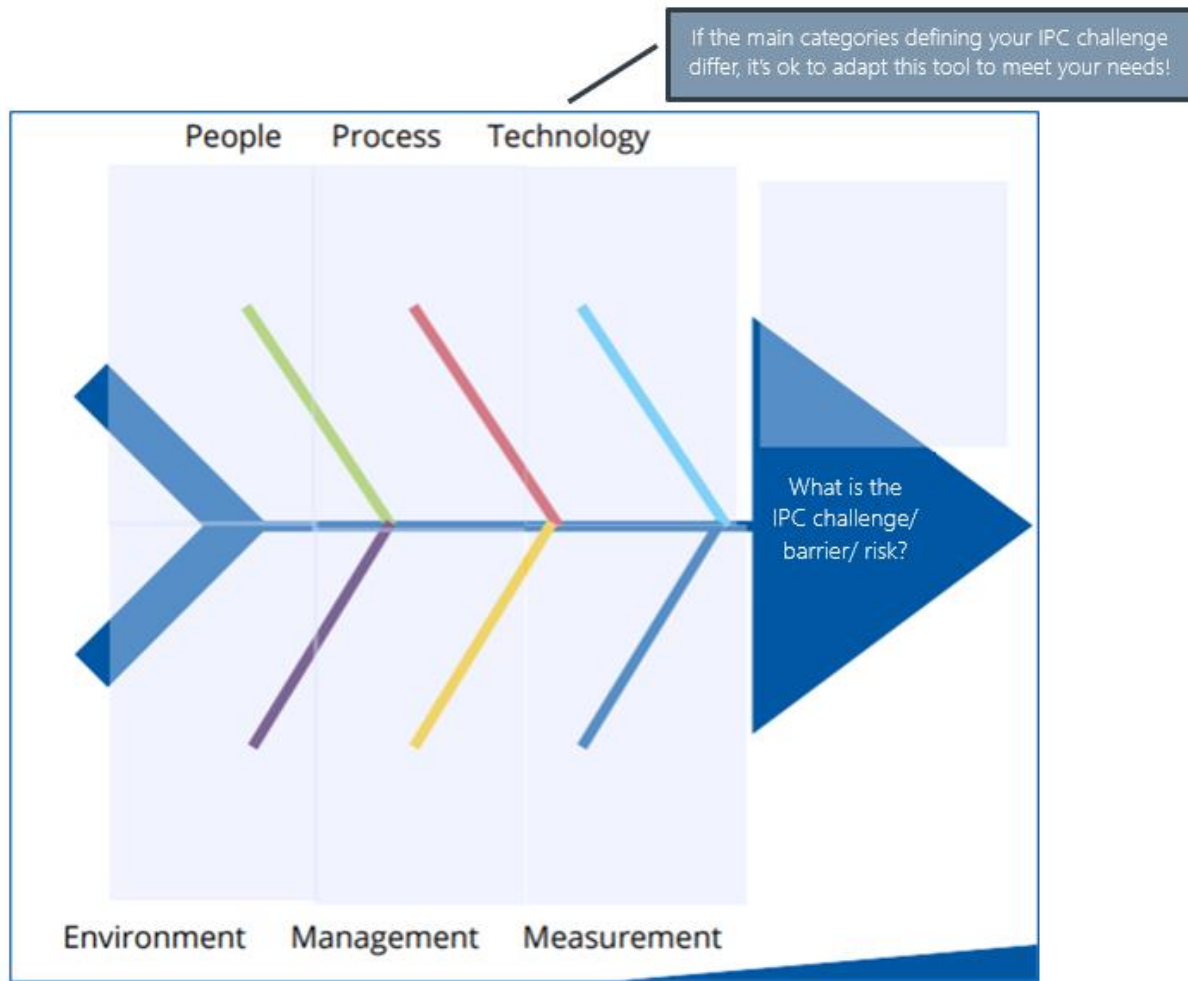 If the main categories defining your IPC challenge
differ, it's ok to adapt this tool to meet your needs!
People Process Technology
What is the
IPC challenge/
barrier/ risk?
Environment Management Measurement